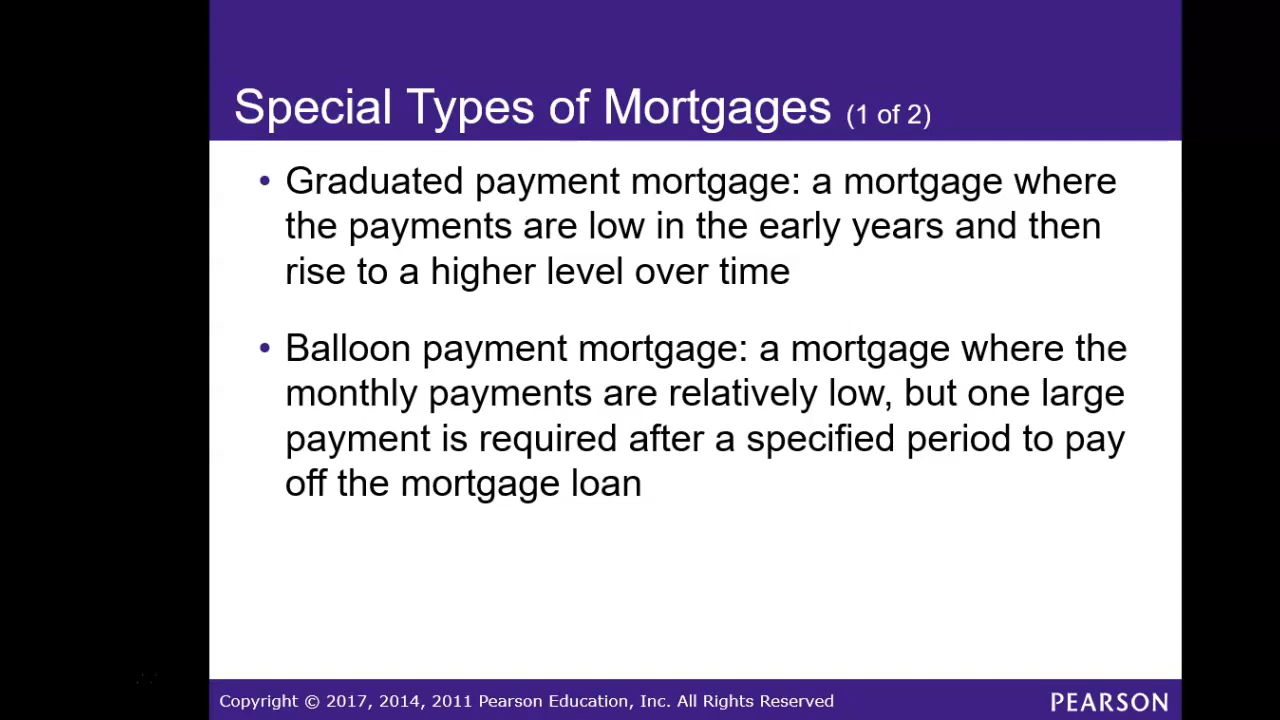 Special Types of Mortgages (1 of 2)
• Graduated payment mortgage: a mortgage where
the payments are low in the early years and then
rise to a higher level over time
• Balloon payment mortgage: a mortgage where the
monthly payments are relatively low, but one large
payment is required after a specified period to pay
off the mortgage loan
Copyright © 2017, 2014, 2011 Pearson Education, Inc. All Rights Reserved
PEARSON